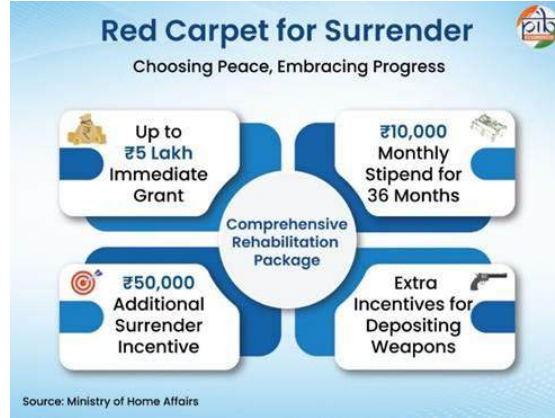 Red Carpet for Surrender
pib
Choosing Peace, Embracing Progress
Up to
₹5 Lakh
Immediate
Grant
₹10,000
Monthly
Stipend for
36 Months
Comprehensive
Rehabilitation
Package
₹50,000
Additional
Surrender
Incentive
Extra
Incentives for
Depositing
Weapons
Source: Ministry of Home Affairs